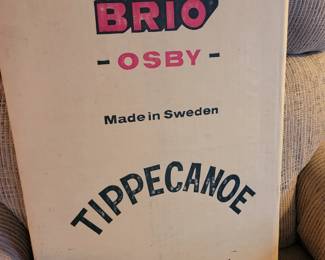 BRIO
- OSBY -
Made in Sweden
TIPPECANOE